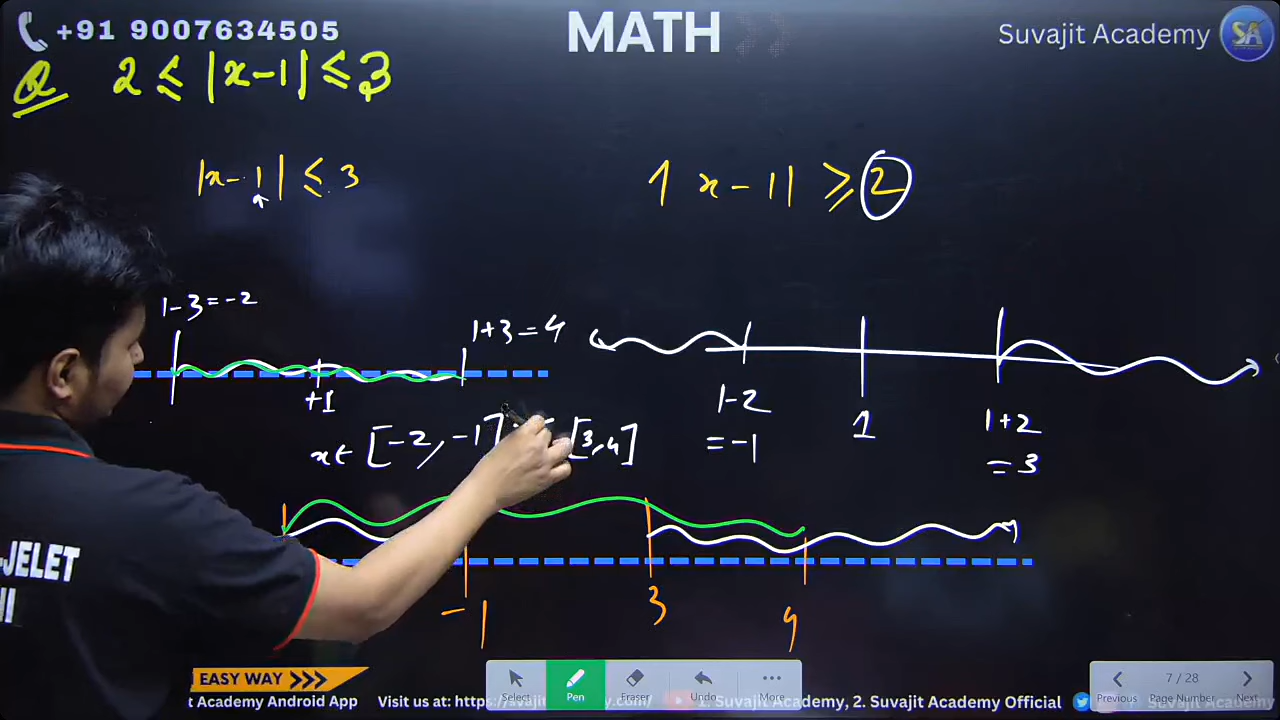 +91 9007634505
MATH
Suvajit Academy
SA
Q 2 ≤ |x-1| ≤ 3
|x-1| ≤ 3
|x-1| ≥ 2
1-3=-2
1+3=4
+1
1-2
=-1
1
1+2
=3
x∈ [-2, -1] [3,4]
-1
3
4
-JELET
EASY WAY
Academy Android App
Visit us at: https://
1. Suvajit Academy, 2. Suvajit Academy Official
Select
Pen
Eraser
Undo
More
Previous
7 / 28
Page Number
Next